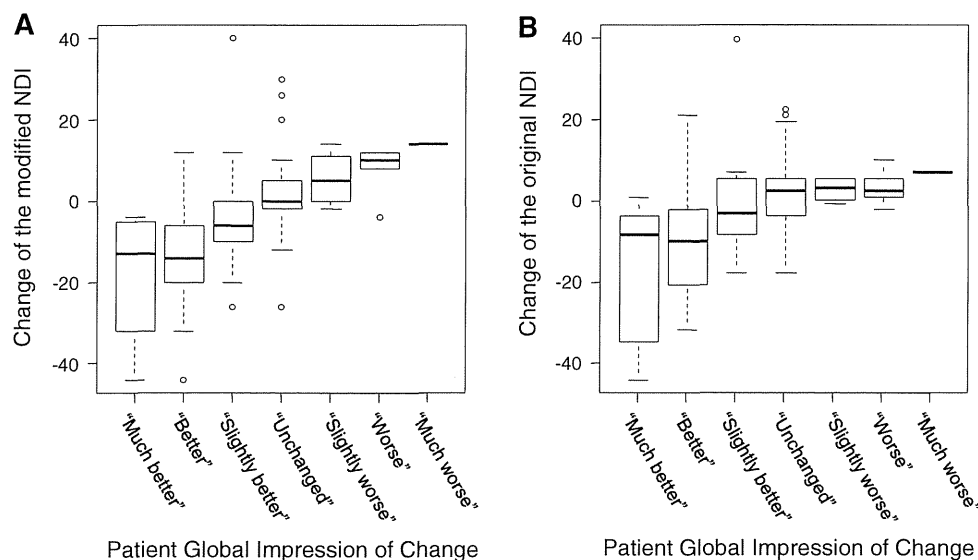 A
Change of the modified NDI
40
20
0
-20
-40
“Much better”
“Better”
“Slightly better”
“Unchanged”
“Slightly worse”
“Worse”
“Much worse”
Patient Global Impression of Change
B
Change of the original NDI
40
20
0
-20
-40
“Much better”
“Better”
“Slightly better”
“Unchanged”
“Slightly worse”
“Worse”
“Much worse”
Patient Global Impression of Change